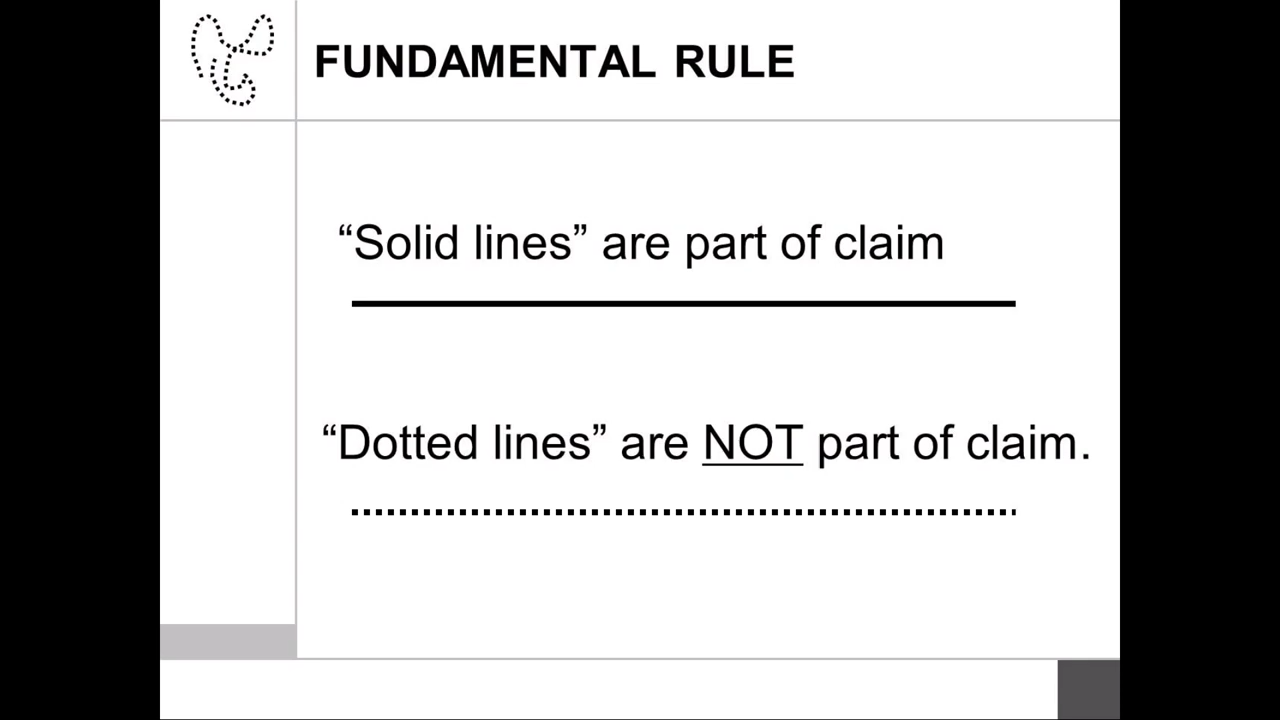 FUNDAMENTAL RULE
“Solid lines” are part of claim
“Dotted lines” are NOT part of claim.